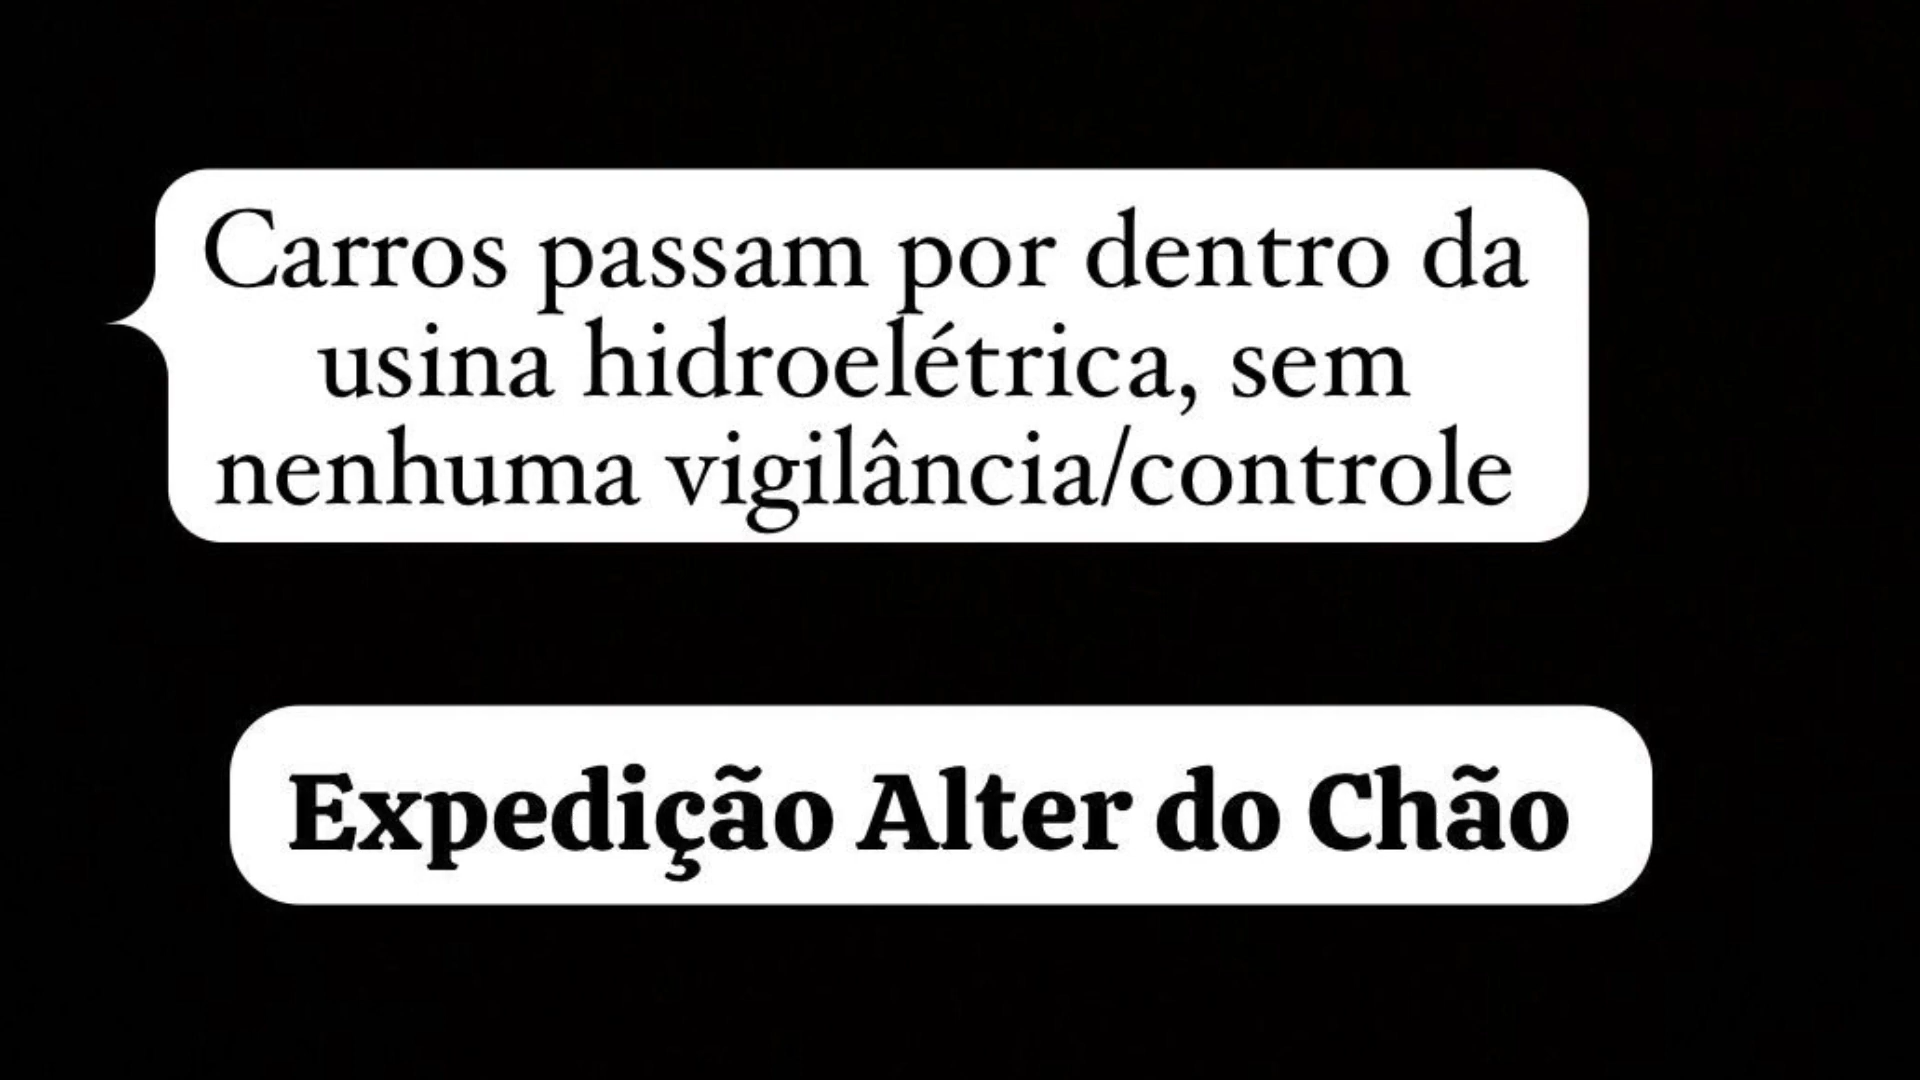 Carros passam por dentro da
usina hidroelétrica, sem
nenhuma vigilância/controle
Expedição Alter do Chão